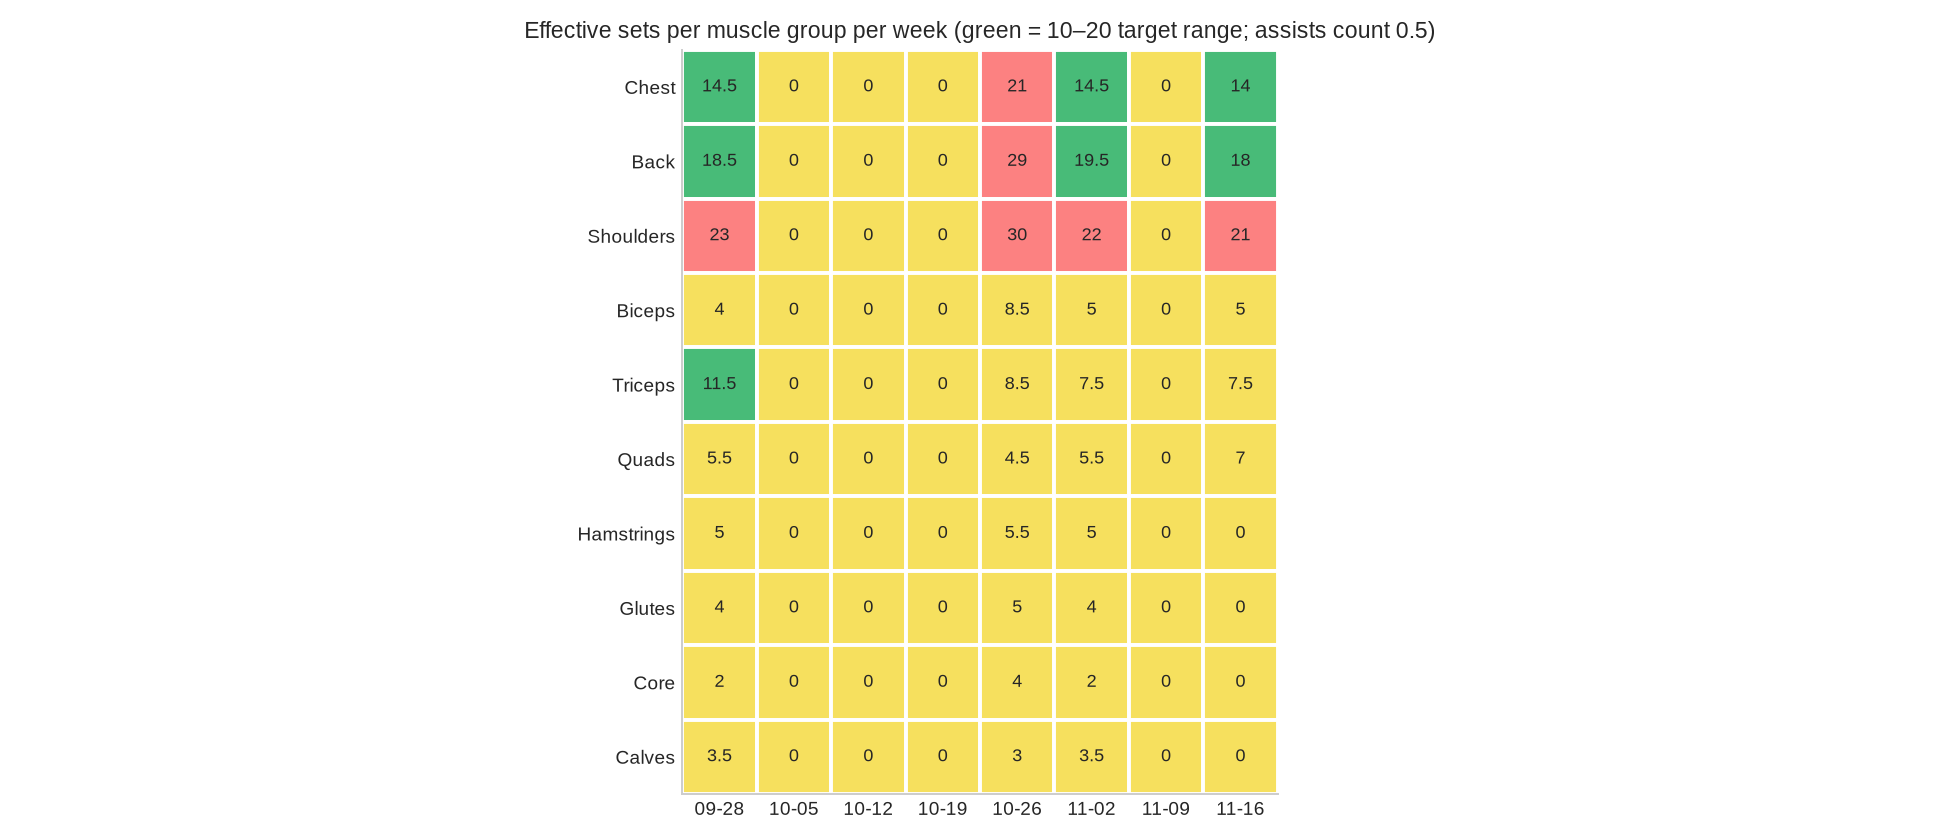 Effective sets per muscle group per week (green = 10–20 target range; assists count 0.5)
Chest 14.5 0 0 0 21 14.5 0 14
Back 18.5 0 0 0 29 19.5 0 18
Shoulders 23 0 0 0 30 22 0 21
Biceps 4 0 0 0 8.5 5 0 5
Triceps 11.5 0 0 0 8.5 7.5 0 7.5
Quads 5.5 0 0 0 4.5 5.5 0 7
Hamstrings 5 0 0 0 5.5 5 0 0
Glutes 4 0 0 0 5 4 0 0
Core 2 0 0 0 4 2 0 0
Calves 3.5 0 0 0 3 3.5 0 0
09-28 10-05 10-12 10-19 10-26 11-02 11-09 11-16